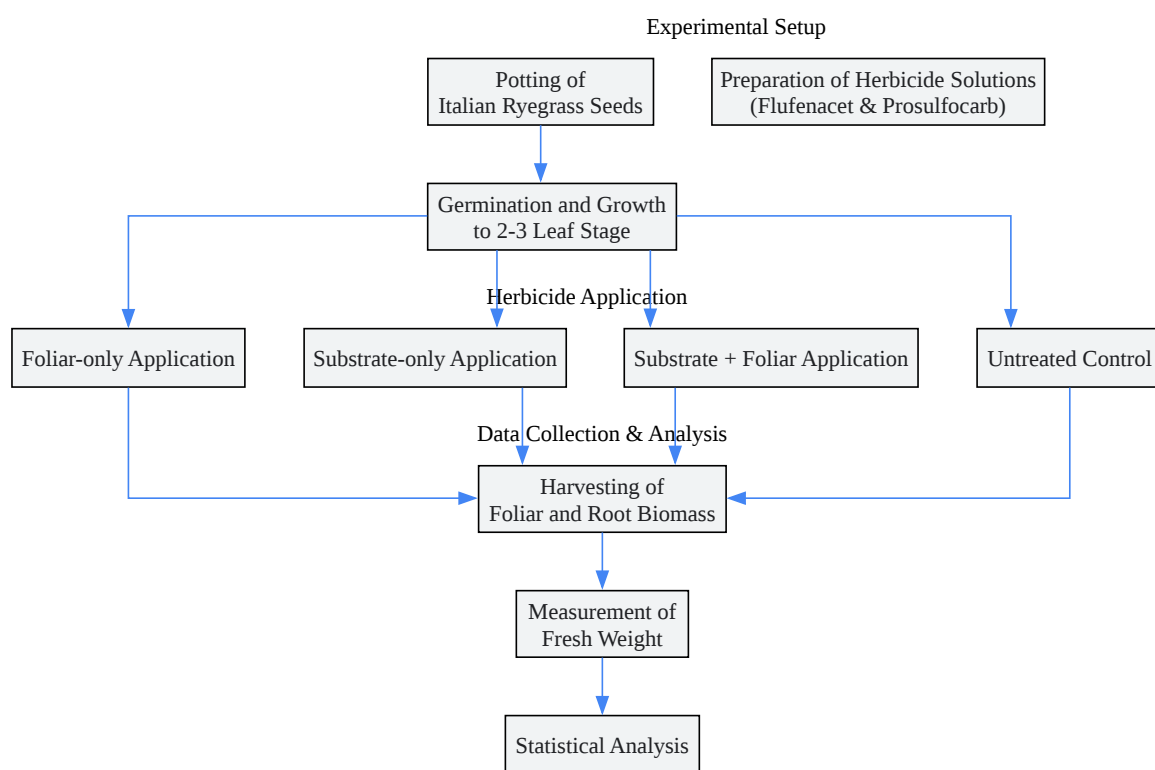 Experimental Setup
Potting of
Italian Ryegrass Seeds
Preparation of Herbicide Solutions
(Flufenacet & Prosulfocarb)
Germination and Growth
to 2-3 Leaf Stage
Herbicide Application
Foliar-only Application
Substrate-only Application
Substrate + Foliar Application
Untreated Control
Data Collection & Analysis
Harvesting of
Foliar and Root Biomass
Measurement of
Fresh Weight
Statistical Analysis